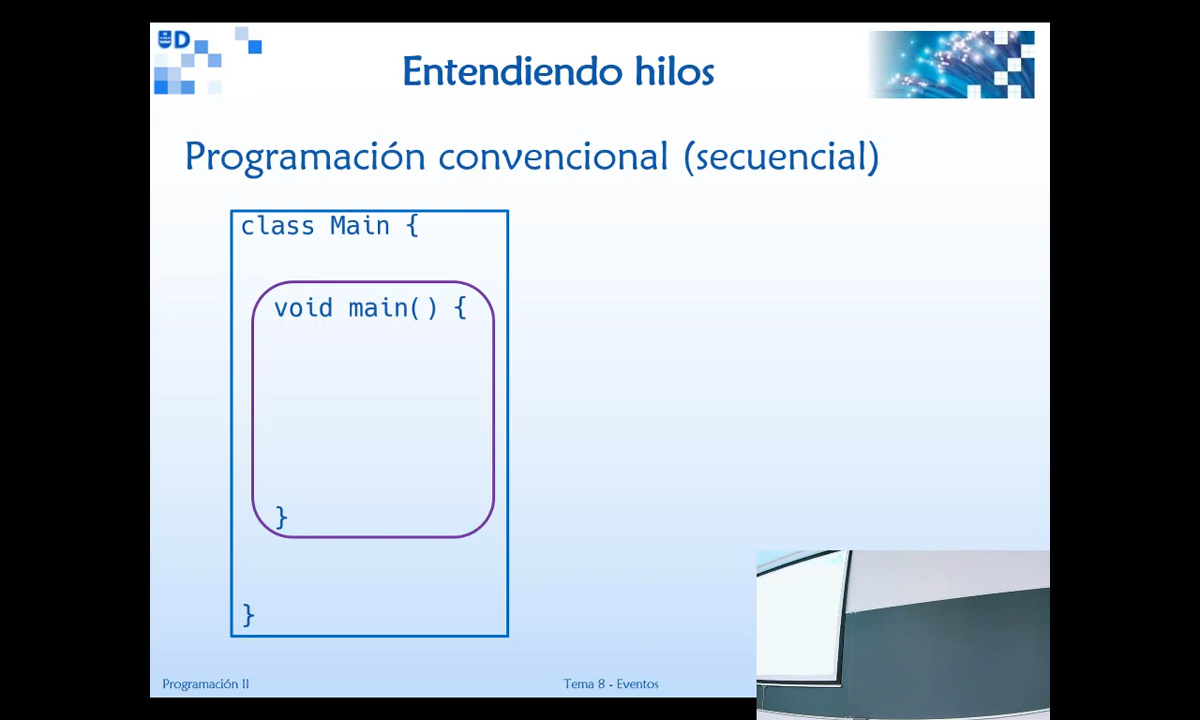 UD
Entendiendo hilos
Programación convencional (secuencial)
class Main {
void main() {
}
}
Programación II
Tema 8 - Eventos